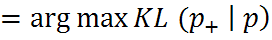 = arg max KL (p₊ | p)